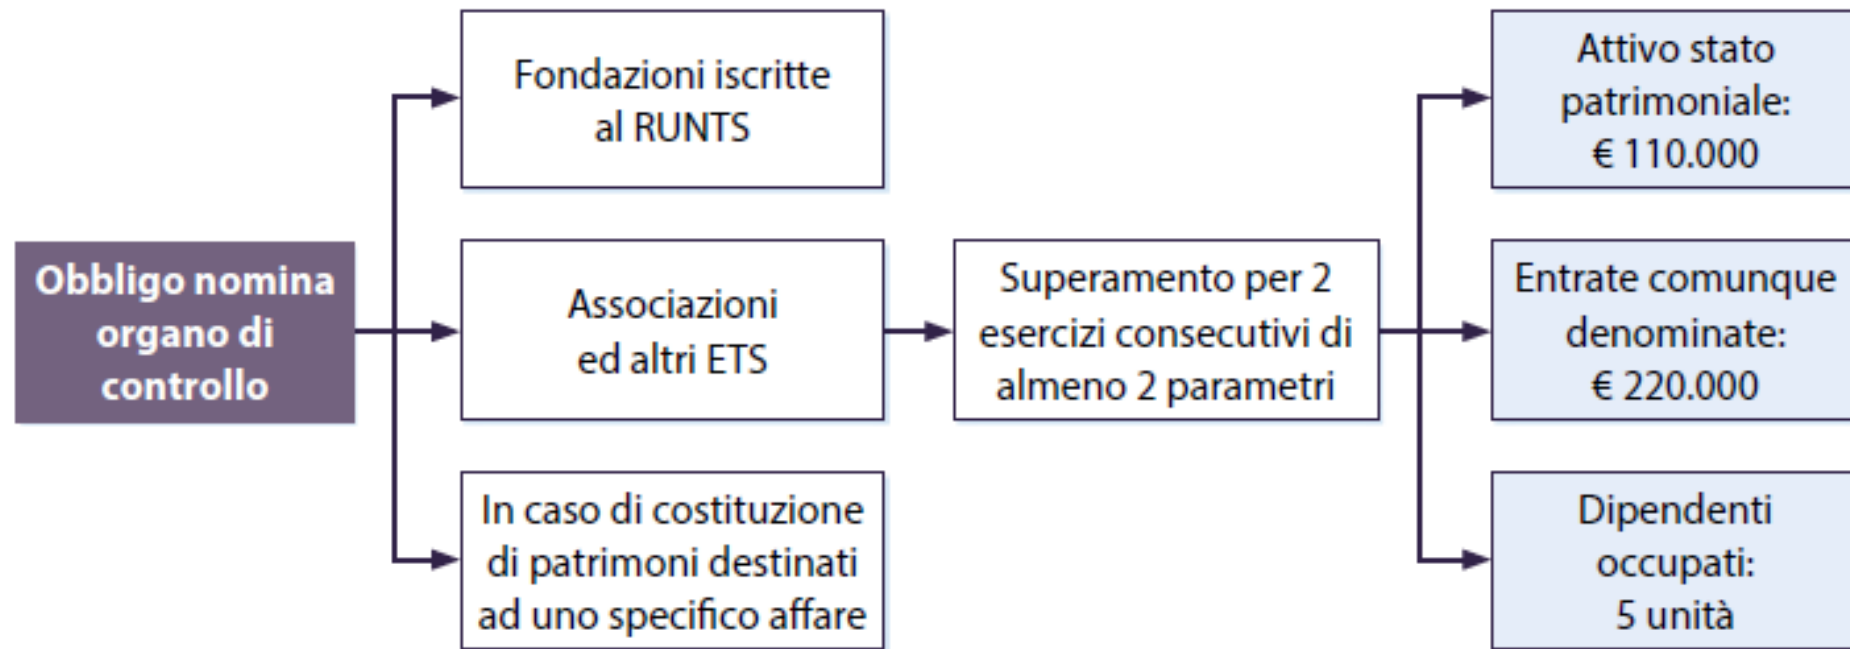 Obbligo nomina
organo di
controllo
Fondazioni iscritte
al RUNTS
Associazioni
ed altri ETS
In caso di costituzione
di patrimoni destinati
ad uno specifico affare
Superamento per 2
esercizi consecutivi di
almeno 2 parametri
Attivo stato
patrimoniale:
€ 110.000
Entrate comunque
denominate:
€ 220.000
Dipendenti
occupati:
5 unità